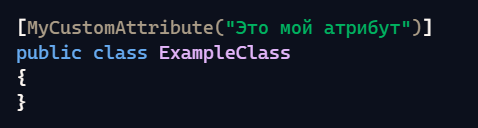 [MyCustomAttribute("Это мой атрибут")]
public class ExampleClass
{
}